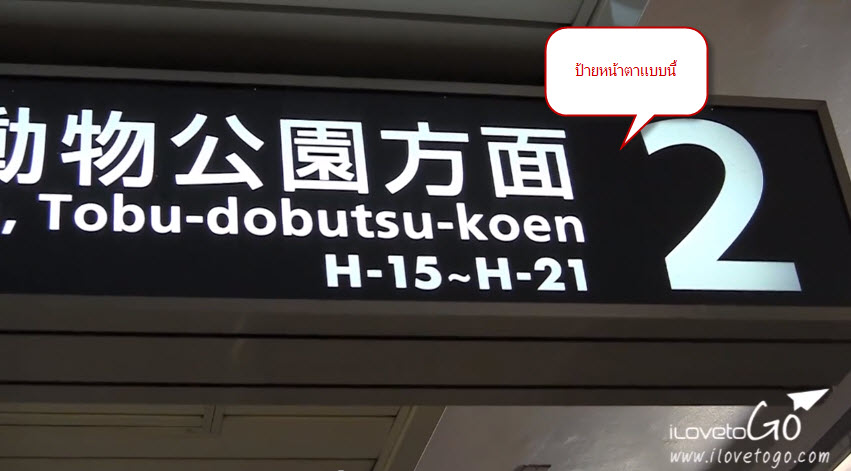 ป้ายหน้าตาแบบนี้
動物公園方面 2
, Tobu-dobutsu-koen
H-15~H-21
iLovetoGO
www.ilovetogo.com